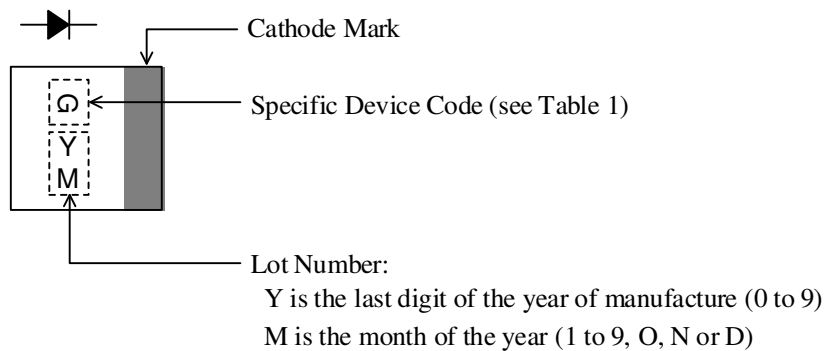 Cathode Mark
G
Specific Device Code (see Table 1)
Y
M
Lot Number:
Y is the last digit of the year of manufacture (0 to 9)
M is the month of the year (1 to 9, O, N or D)